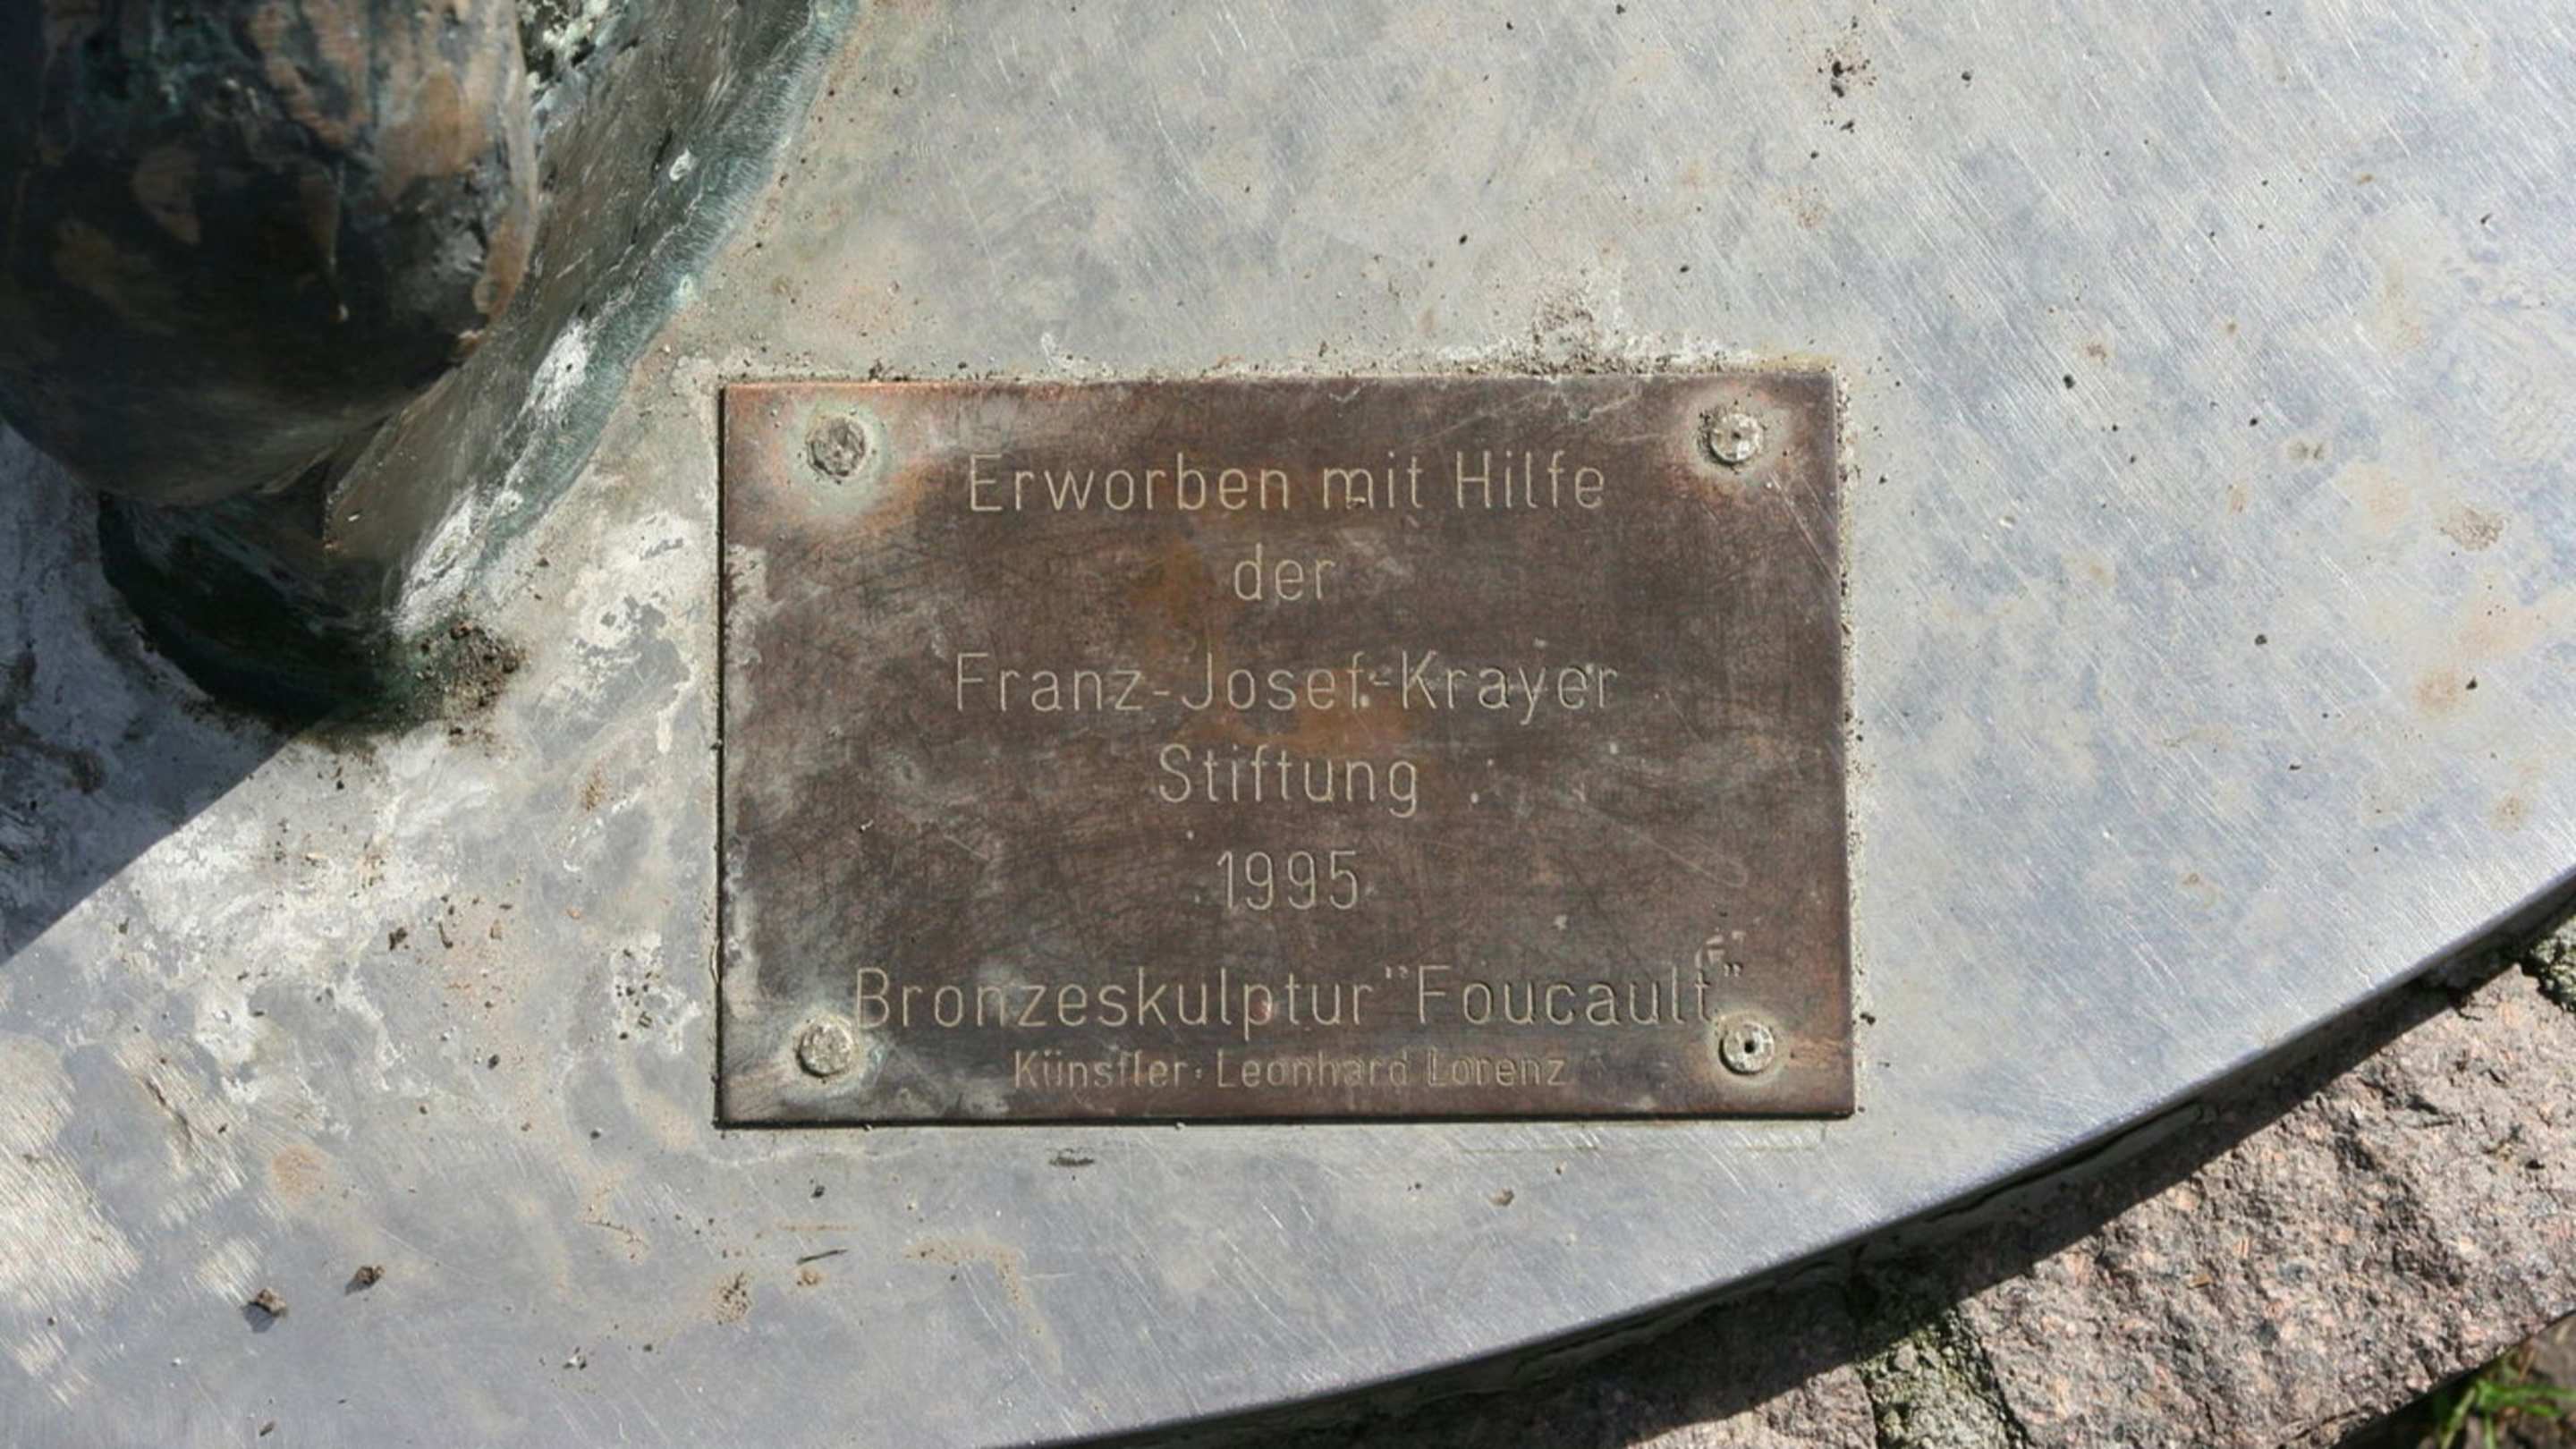 Erworben mit Hilfe
der
Franz-Josef-Krayer
Stiftung
1995
Bronzeskulptur "Foucault"
Künstler: Leonhard Lorenz